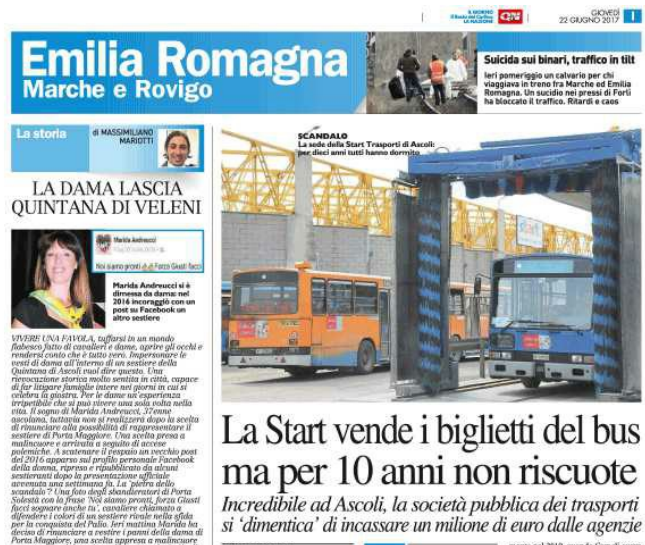 IL GIORNO
il Resto del Carlino
LA NAZIONE
QN
GIOVEDÌ
22 GIUGNO 2017
Emilia Romagna
Marche e Rovigo
Suicida sui binari, traffico in tilt
Ieri pomeriggio un calvario per chi
viaggiava in treno fra Marche ed Emilia
Romagna. Un sucidio nei pressi di Forlì
ha bloccato il traffico. Ritardi e caos
La storia
di MASSIMILIANO
MARIOTTI
LA DAMA LASCIA
QUINTANA DI VELENI
Marida Andreucci
Noi siamo pronti Forza Giusti facci
Marida Andreucci si è
dimessa da dama: nel
2016 incoraggiò con un
post su Facebook un
altro sestiere
VIVERE UNA FAVOLA, tuffarsi in un mondo
fiabesco fatto di cavalieri e dame, aprire gli occhi e
rendersi conto che è tutto vero. Impersonare le
vesti di dama all'interno di un sestiere della
Quintana di Ascoli vuol dire questo. Una
rievocazione storica molto sentita in città, capace
di far litigare famiglie intere nei giorni in cui si
celebra la giostra. Per le dame un'esperienza
irripetibile che si può vivere una sola volta nella
vita. Il sogno di Marida Andreucci, 37enne
ascolana, tuttavia non si realizzerà dopo la scelta
di rinunciare alla possibilità di rappresentare il
sestiere di Porta Maggiore. Una scelta presa a
malincuore e arrivata a seguito di accese
polemiche. A scatenare il vespaio un vecchio post
del 2016 apparso sul profilo personale Facebook
della donna, ripreso e ripubblicato da alcuni
sestieranti dopo la presentazione ufficiale
avvenuta una settimana fa. La 'pietra dello
scandalo'? Una foto degli sbandieratori di Porta
Solestà con la frase 'Noi siamo pronti, forza Giusti
facci sognare anche tu', cavaliere chiamato a
difendere i colori di un sestiere rivale nella sfida
per la conquista del Palio. Ieri mattina Marida ha
deciso di rinunciare a vestire i panni della dama di
Porta Maggiore, una scelta appresa a malincuore
SCANDALO
La sede della Start Trasporti di Ascoli:
per dieci anni tutti hanno dormito
start
La Start vende i biglietti del bus
ma per 10 anni non riscuote
Incredibile ad Ascoli, la società pubblica dei trasporti
si 'dimentica' di incassare un milione di euro dalle agenzie